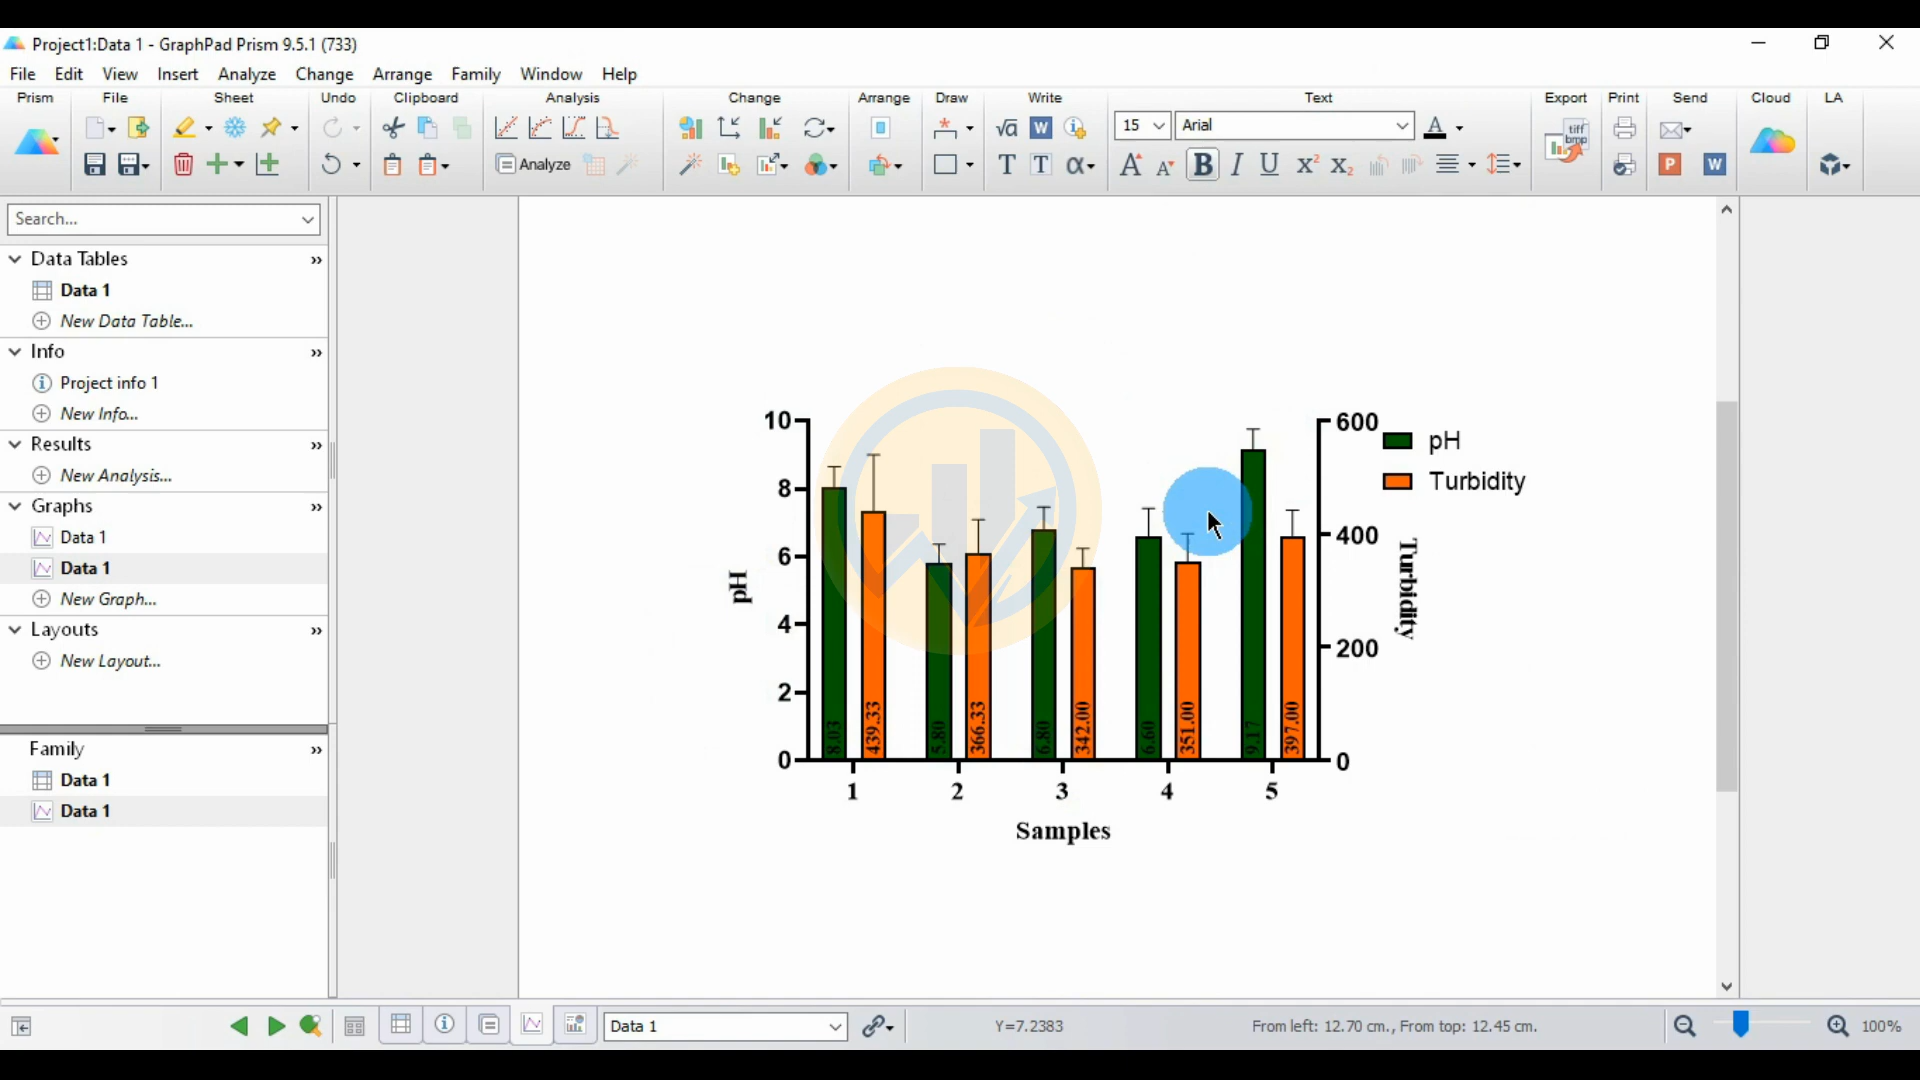 Project1:Data 1 - GraphPad Prism 9.5.1 (733)
File Edit View Insert Analyze Change Arrange Family Window Help
Prism File Sheet Undo Clipboard Analysis Change Arrange Draw Write Text Export Print Send Cloud LA
15 Arial
Analyze
Search...
Data Tables
Data 1
New Data Table...
Info
Project info 1
New Info...
Results
New Analysis...
Graphs
Data 1
Data 1
New Graph...
Layouts
New Layout...
Family
Data 1
Data 1
10
8
6
4
2
0
pH
8.03
439.33
5.80
366.33
6.80
342.00
6.60
351.00
9.17
397.00
1 2 3 4 5
Samples
600
400
200
0
Turbidity
pH
Turbidity
Data 1
Y=7.2383
From left: 12.70 cm., From top: 12.45 cm.
100%